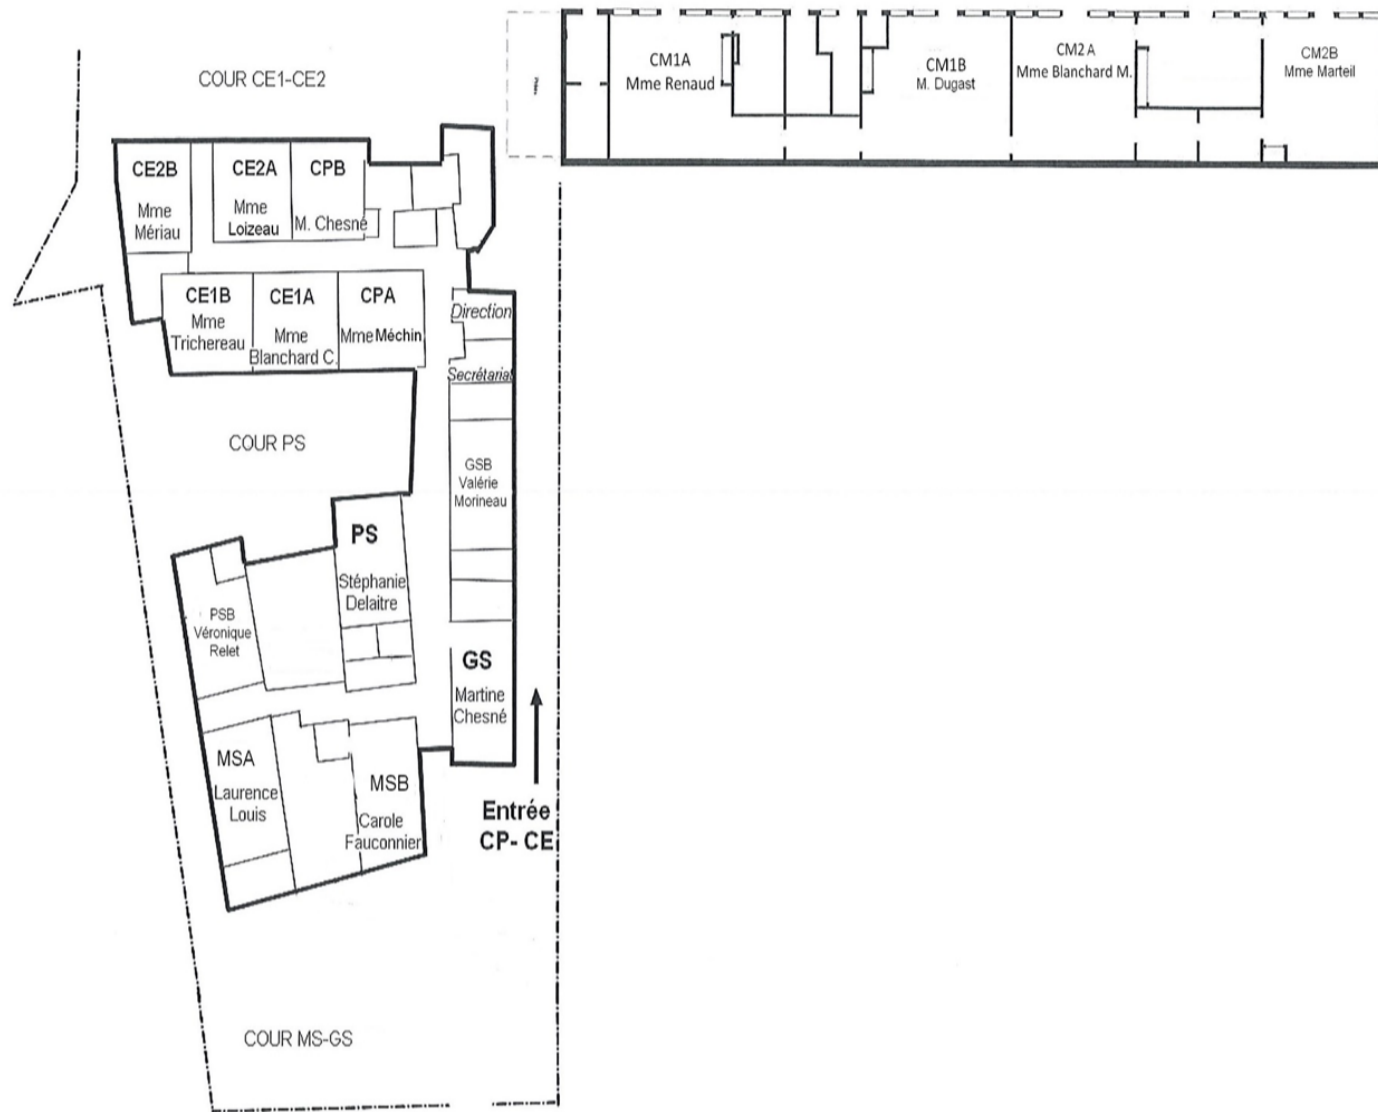 COUR CE1-CE2
CM1A
Mme Renaud
CM1B
M. Dugast
CM2 A
Mme Blanchard M.
CM2B
Mme Marteil
CE2B
Mme
Mériau
CE2A
Mme
Loizeau
CPB
M. Chesné
CE1B
Mme
Trichereau
CE1A
Mme
Blanchard C.
CPA
Mme Méchin
Direction
Secrétariat
COUR PS
GSB
Valérie
Morineau
PS
Stéphanie
Delaitre
PSB
Véronique
Relet
GS
Martine
Chesné
MSA
Laurence
Louis
MSB
Carole
Fauconnier
Entrée
CP- CE
COUR MS-GS